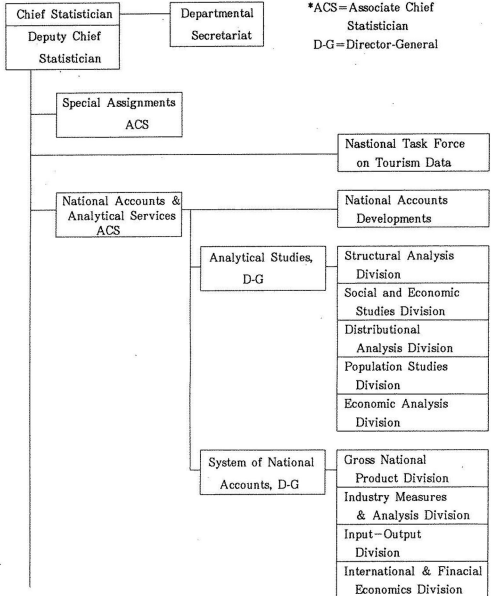 Chief Statistician
Deputy Chief
Statistician
Departmental
Secretariat
*ACS=Associate Chief
Statistician
D-G=Director-General
Special Assignments
ACS
Nastional Task Force
on Tourism Data
National Accounts &
Analytical Services
ACS
National Accounts
Developments
Analytical Studies,
D-G
Structural Analysis
Division
Social and Economic
Studies Division
Distributional
Analysis Division
Population Studies
Division
Economic Analysis
Division
System of National
Accounts, D-G
Gross National
Product Division
Industry Measures
& Analysis Division
Input-Output
Division
International & Finacial
Economics Division